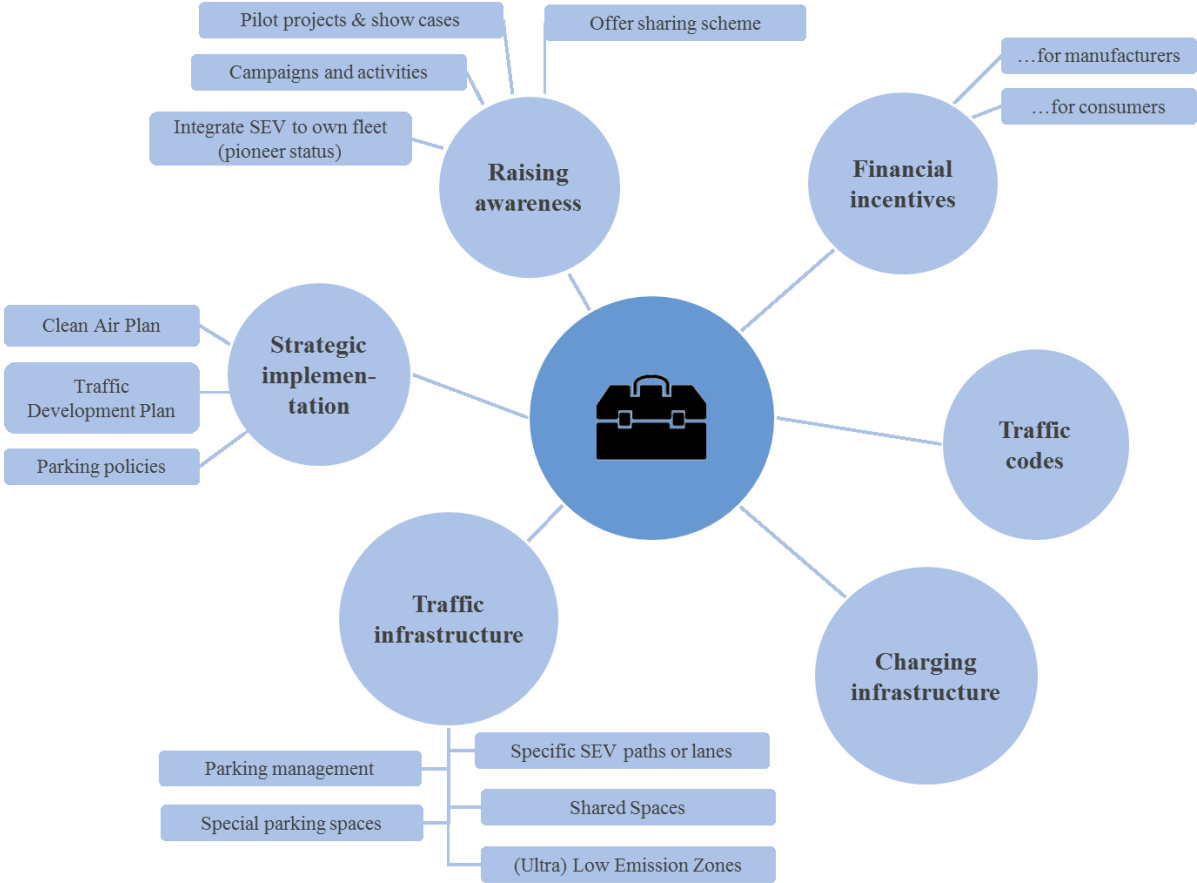 Pilot projects & show cases
Offer sharing scheme
Campaigns and activities
Integrate SEV to own fleet
(pioneer status)
Raising
awareness
…for manufacturers
…for consumers
Financial
incentives
Clean Air Plan
Traffic
Development Plan
Parking policies
Strategic
implemen-
tation
Traffic
codes
Traffic
infrastructure
Charging
infrastructure
Parking management
Special parking spaces
Specific SEV paths or lanes
Shared Spaces
(Ultra) Low Emission Zones